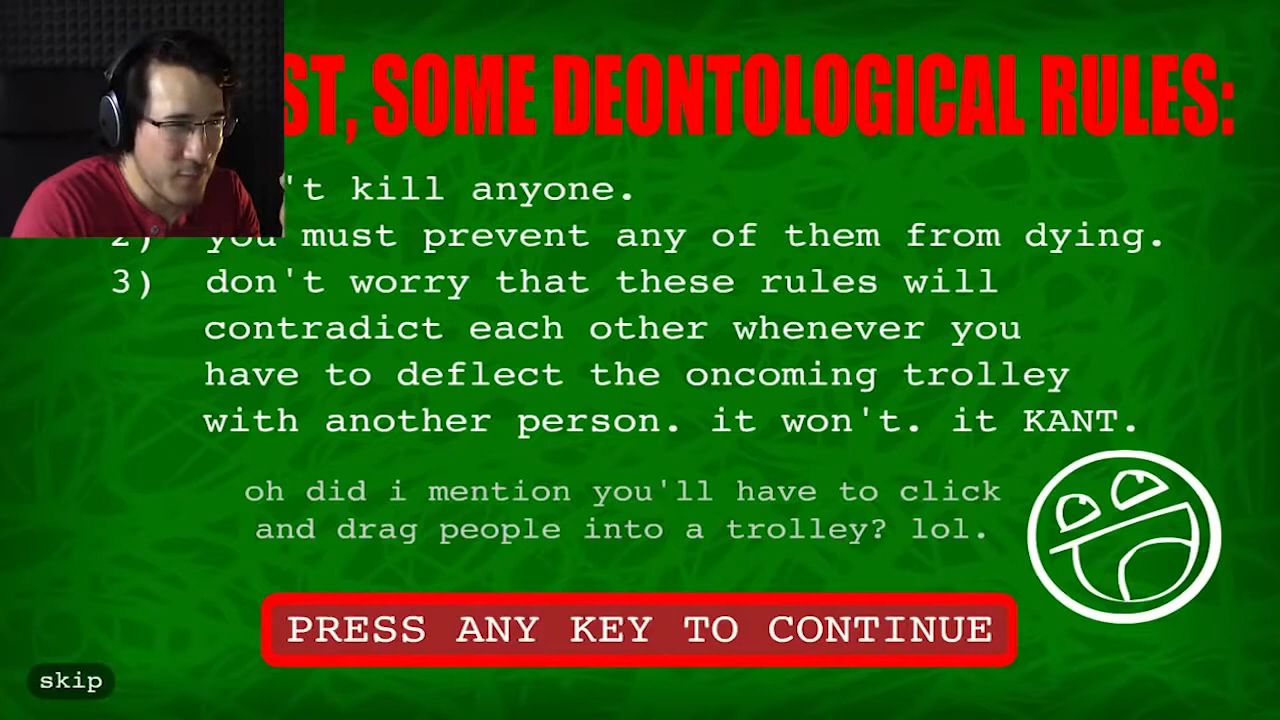 ST, SOME DEONTOLOGICAL RULES:
't kill anyone.
2) you must prevent any of them from dying.
3) don't worry that these rules will
contradict each other whenever you
have to deflect the oncoming trolley
with another person. it won't. it KANT.
oh did i mention you'll have to click
and drag people into a trolley? lol.
PRESS ANY KEY TO CONTINUE
skip